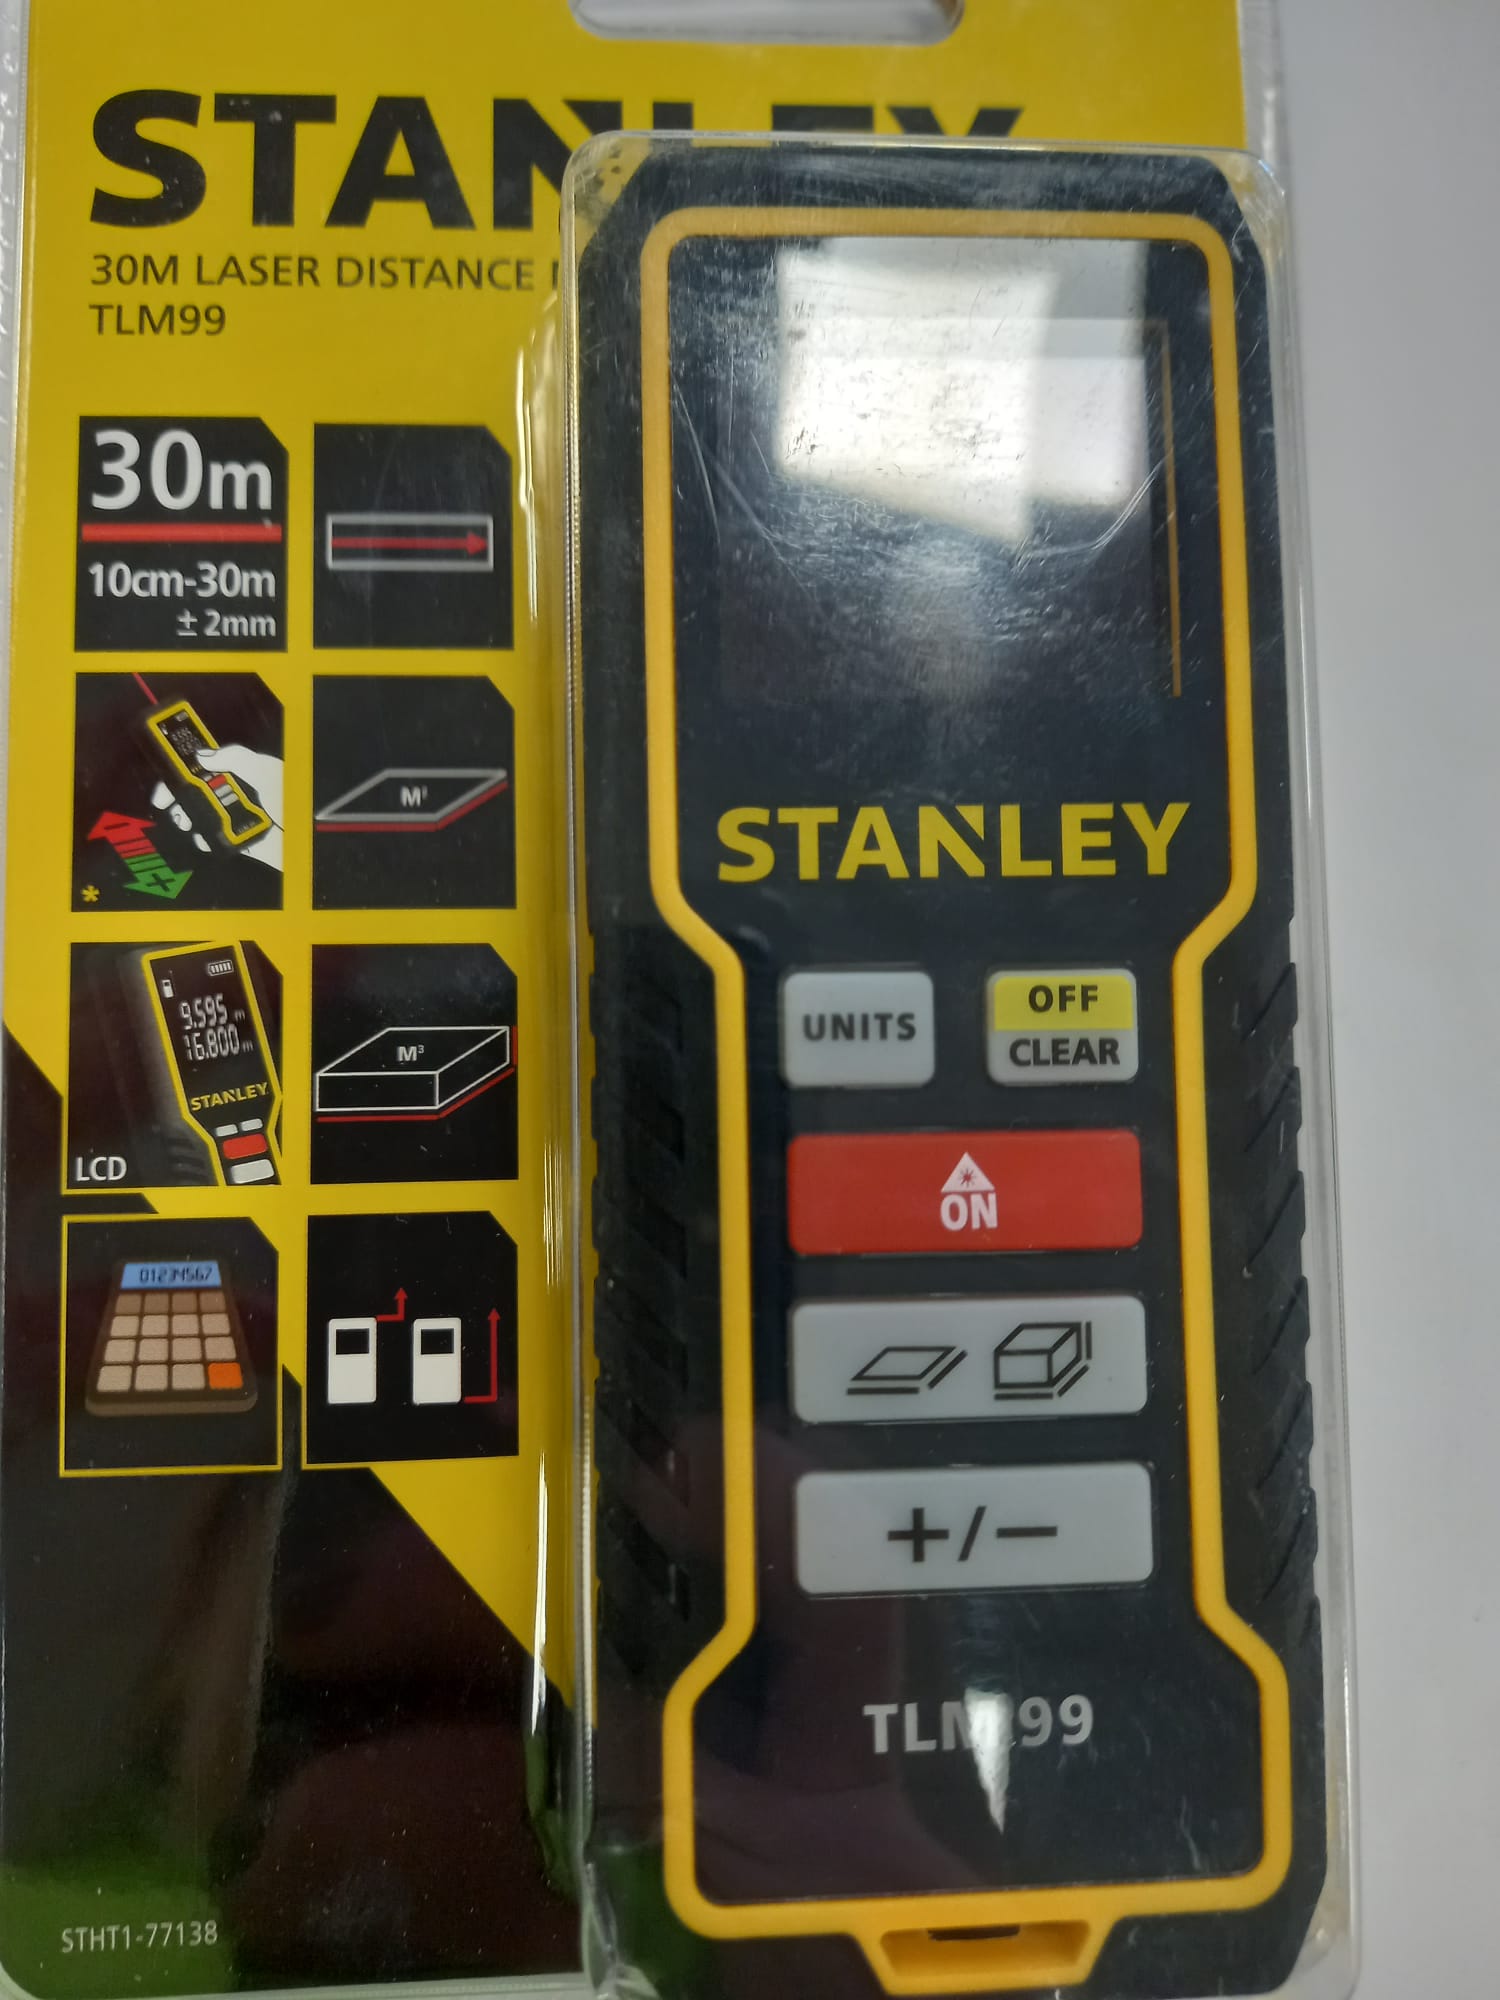 STANLEY
30M LASER DISTANCE
TLM99
30m
10cm-30m
± 2mm
M²
*
9.595 m
16.800 m
STANLEY
LCD
M³
01234567
STHT1-77138
STANLEY
UNITS
OFF
CLEAR
ON
+/−
TLM99